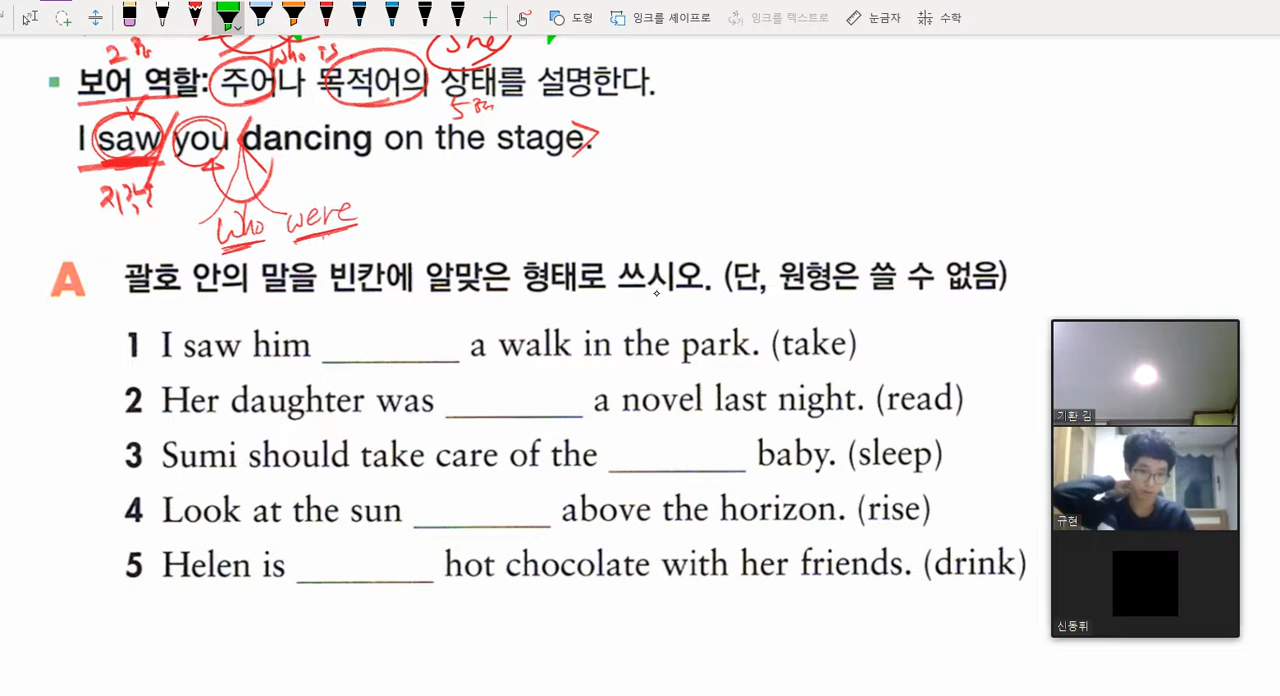 도형 잉크를 셰이프로 잉크를 텍스트로 눈금자 수학
who is she
보어 역할: 주어나 목적어의 상태를 설명한다.
I saw you dancing on the stage.
지각
who were
A 괄호 안의 말을 빈칸에 알맞은 형태로 쓰시오. (단, 원형은 쓸 수 없음)
1 I saw him ________ a walk in the park. (take)
2 Her daughter was ________ a novel last night. (read)
3 Sumi should take care of the ________ baby. (sleep)
4 Look at the sun ________ above the horizon. (rise)
5 Helen is ________ hot chocolate with her friends. (drink)
기환 김
규현
신동휘